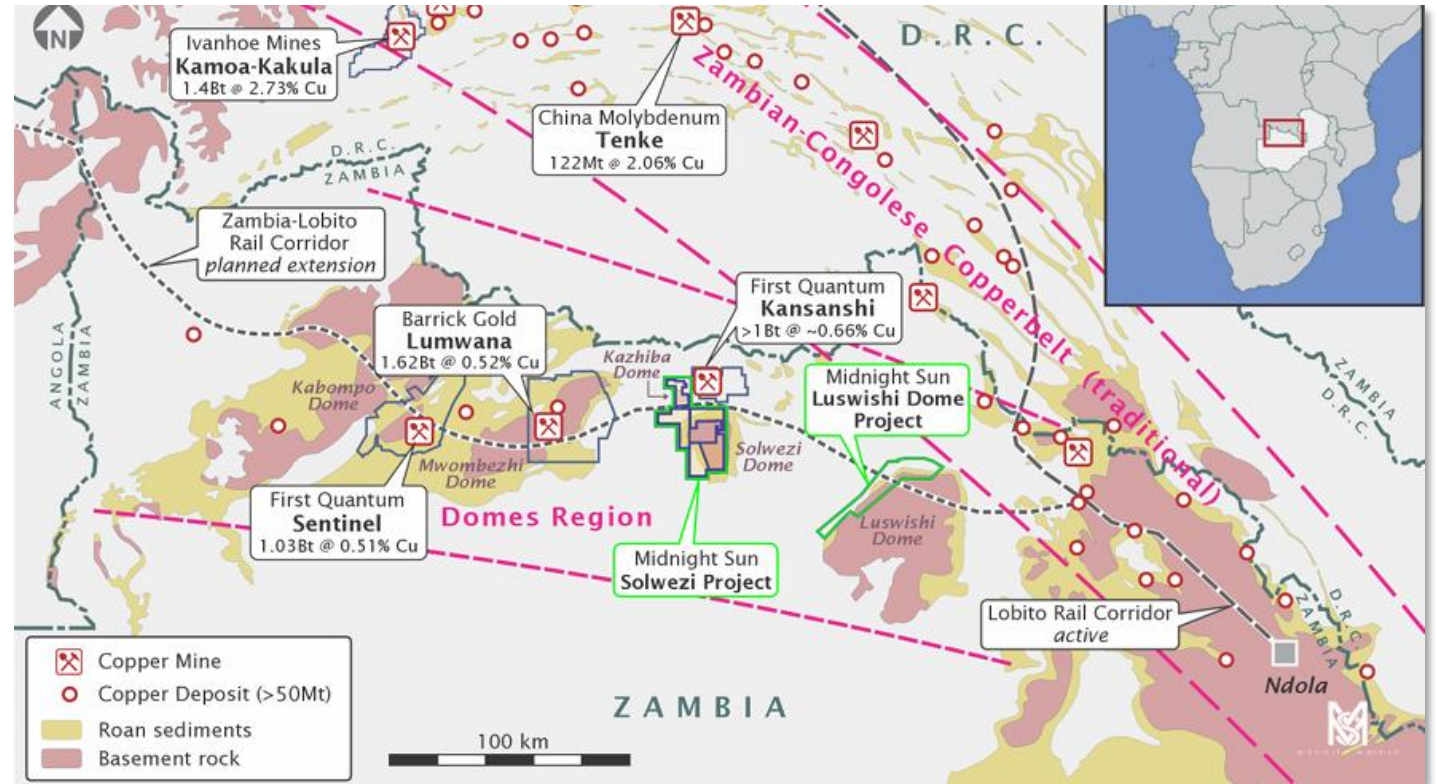 N
Ivanhoe Mines
Kamoa-Kakula
1.4Bt @ 2.73% Cu
D.R.C.
China Molybdenum
Tenke
122Mt @ 2.06% Cu
Zambian-Congolese Copperbelt (traditional)
D.R.C.
ZAMBIA
Zambia-Lobito
Rail Corridor
planned extension
First Quantum
Kansanshi
>1Bt @ ~0.66% Cu
Barrick Gold
Lumwana
1.62Bt @ 0.52% Cu
ANGOLA
ZAMBIA
Kazhiba
Dome
Kabompo
Dome
Midnight Sun
Luswishi Dome
Project
ZAMBIA
D.R.C.
Mwombezhi
Dome
Solwezi
Dome
First Quantum
Sentinel
1.03Bt @ 0.51% Cu
Domes Region
Luswishi
Dome
Midnight Sun
Solwezi Project
Lobito Rail Corridor
active
D.R.C.
ZAMBIA
Ndola
ZAMBIA
Copper Mine
Copper Deposit (>50Mt)
Roan sediments
Basement rock
100 km